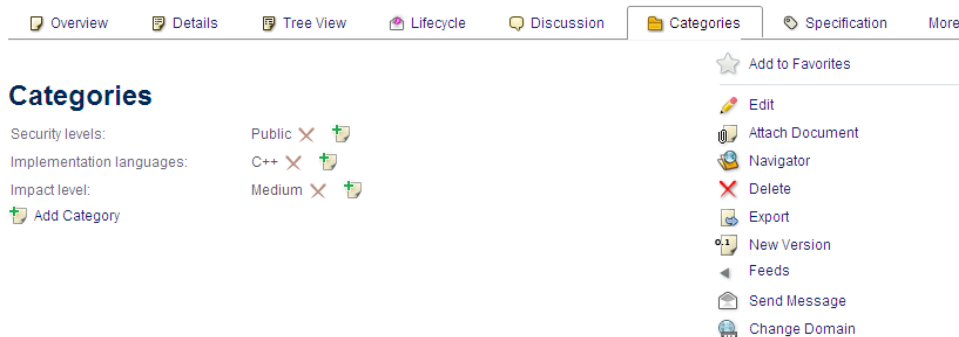 Overview Details Tree View Lifecycle Discussion Categories Specification More
Add to Favorites
Categories
Edit
Security levels: Public
Attach Document
Implementation languages: C++
Navigator
Impact level: Medium
Delete
Add Category
Export
0.1 New Version
Feeds
Send Message
Change Domain